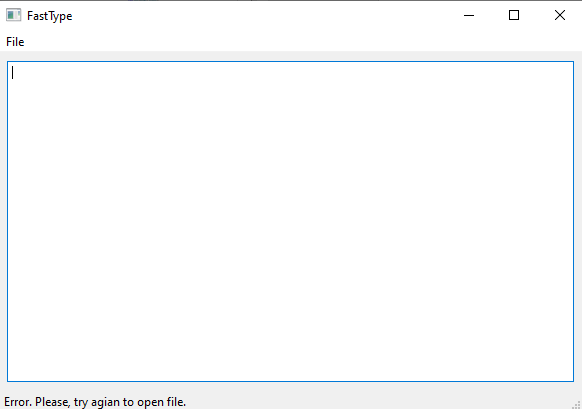 FastType
File
Error. Please, try agian to open file.